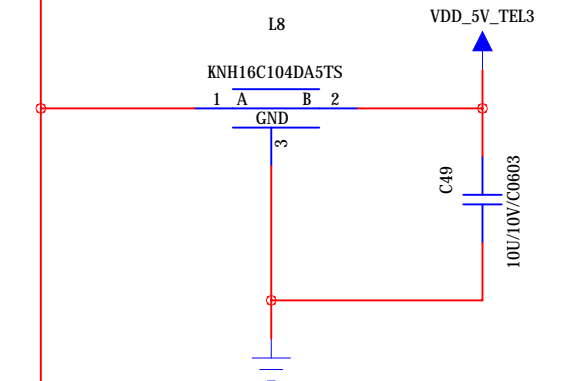 VDD_5V_TEL3
L8
KNH16C104DA5TS
1 A B 2
GND
3
C49
10U/10V/C0603